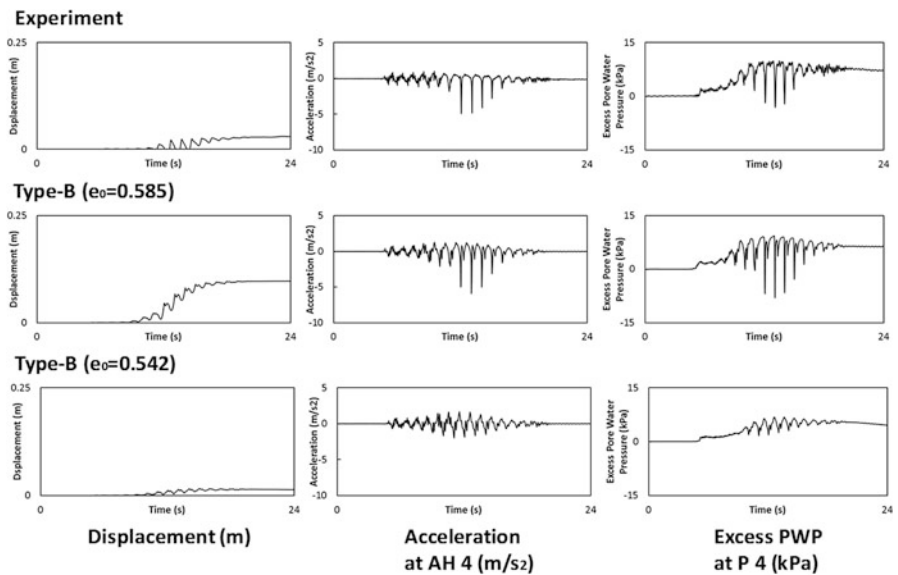 Experiment
0.25
Dsplacement (m)
0
0
Time (s)
24
5
0
-5
-10
Acceleration (m/s2)
0
Time (s)
24
15
0
-15
Excess Pore Water
Pressure (kPa)
0
Time (s)
24
Type-B (e0=0.585)
0.25
Dsplacement (m)
0
0
Time (s)
24
5
0
-5
-10
Acceleration (m/s2)
0
Time (s)
24
15
0
-15
Excess Pore Water
Pressure (kPa)
0
Time (s)
24
Type-B (e0=0.542)
0.25
Dsplacement (m)
0
0
Time (s)
24
5
0
-5
-10
Acceleration (m/s2)
0
Time (s)
24
15
0
-15
Excess Pore Water
Pressure (kPa)
0
Time (s)
24
Displacement (m)
Acceleration
at AH 4 (m/s2)
Excess PWP
at P 4 (kPa)